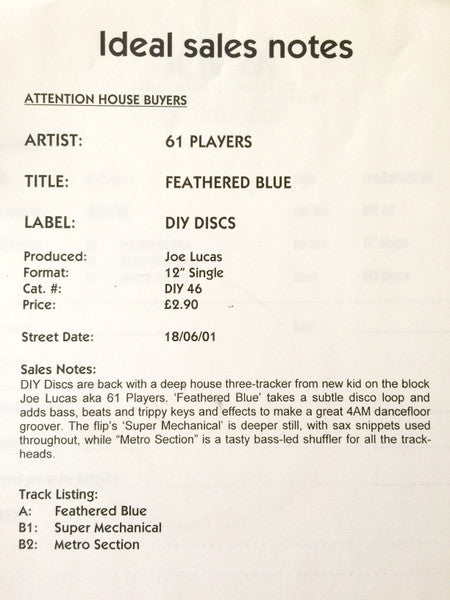 Ideal sales notes
ATTENTION HOUSE BUYERS
ARTIST: 61 PLAYERS
TITLE: FEATHERED BLUE
LABEL: DIY DISCS
Produced: Joe Lucas
Format: 12” Single
Cat. #: DIY 46
Price: £2.90
Street Date: 18/06/01
Sales Notes:
DIY Discs are back with a deep house three-tracker from new kid on the block
Joe Lucas aka 61 Players. ‘Feathered Blue’ takes a subtle disco loop and
adds bass, beats and trippy keys and effects to make a great 4AM dancefloor
groover. The flip’s ‘Super Mechanical’ is deeper still, with sax snippets used
throughout, while “Metro Section” is a tasty bass-led shuffler for all the track-
heads.
Track Listing:
A: Feathered Blue
B1: Super Mechanical
B2: Metro Section